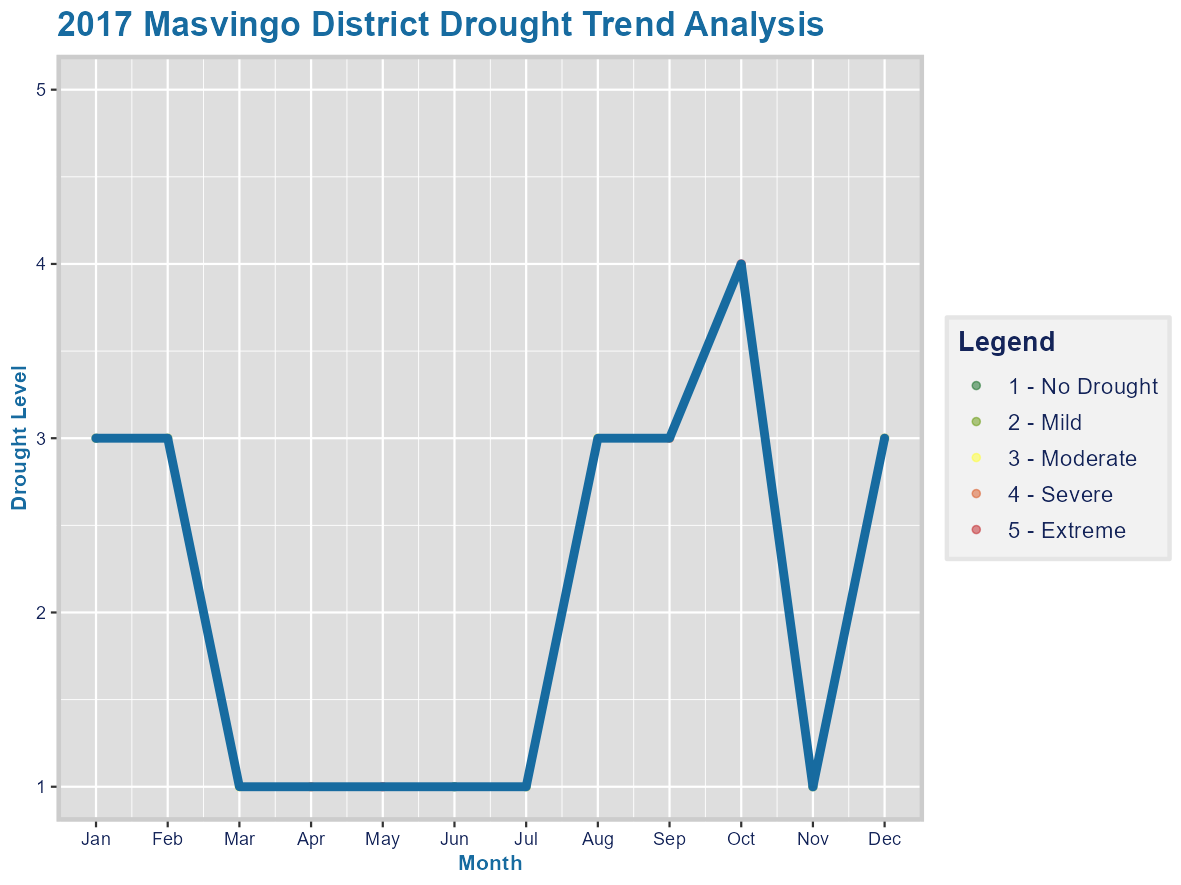 2017 Masvingo District Drought Trend Analysis
Drought Level
5
4
3
2
1
Jan Feb Mar Apr May Jun Jul Aug Sep Oct Nov Dec
Month
Legend
1 - No Drought
2 - Mild
3 - Moderate
4 - Severe
5 - Extreme